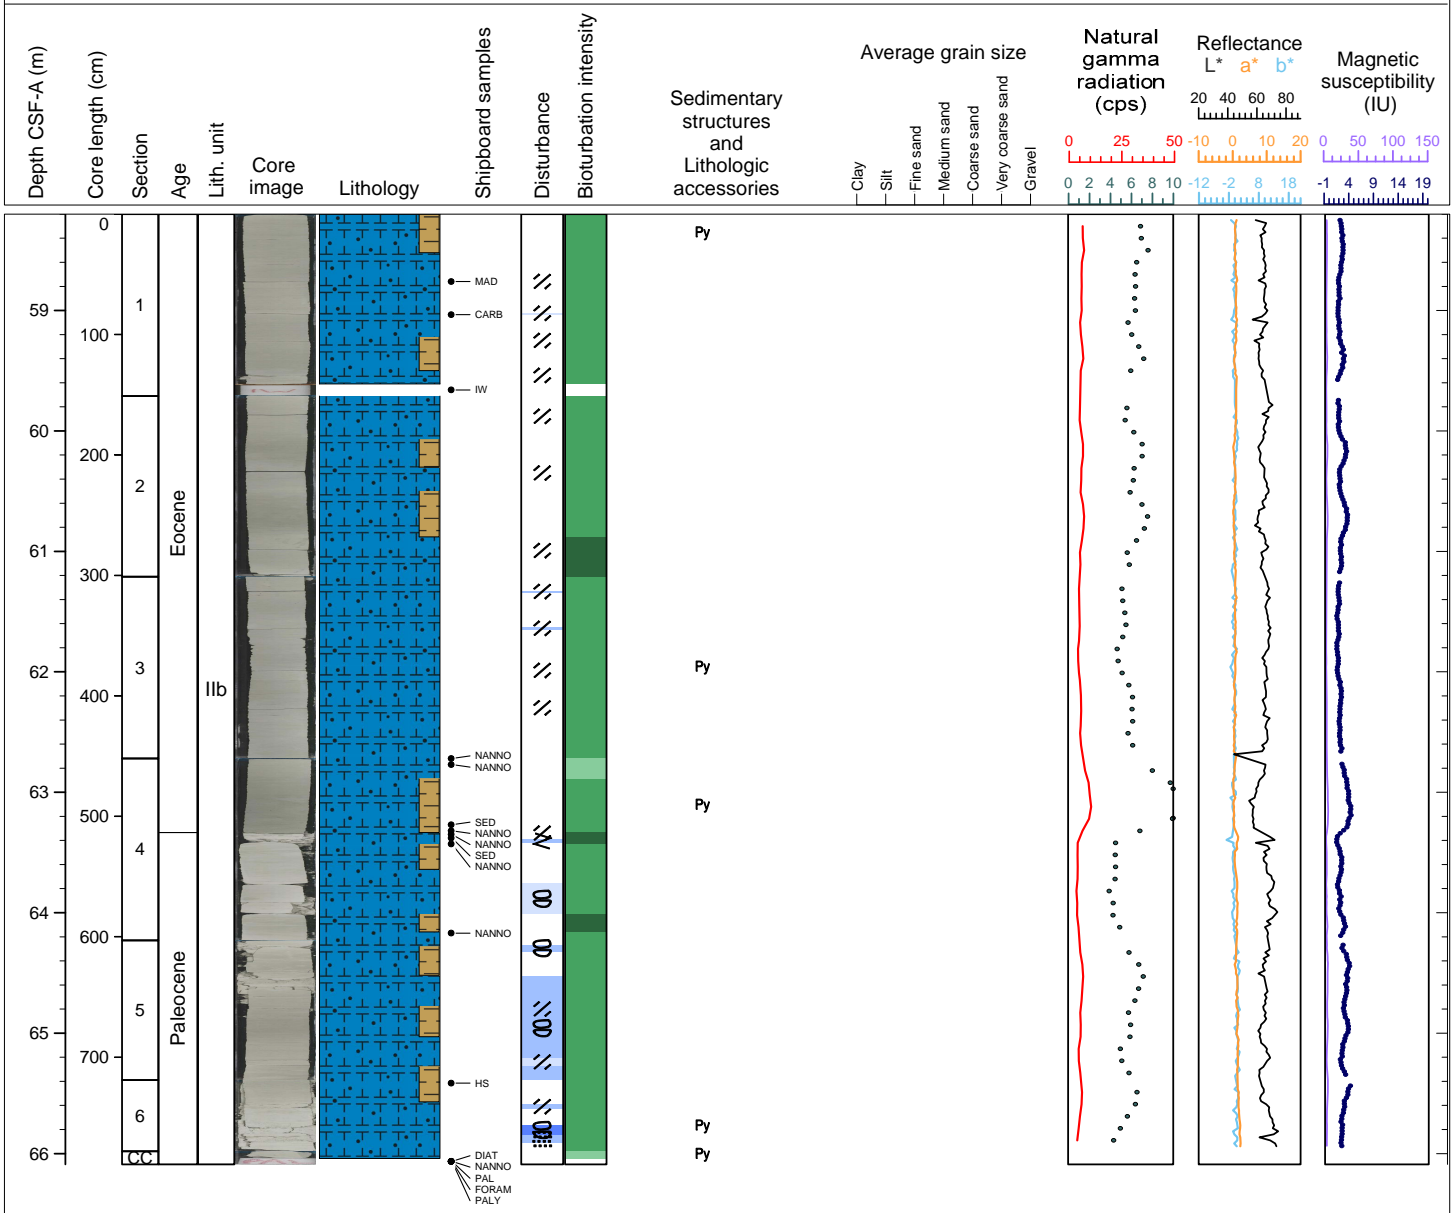 Depth CSF-A (m)
Core length (cm)
Section
Age
Lith. unit
Core
image
Lithology
Shipboard samples
Disturbance
Bioturbation intensity
Sedimentary
structures
and
Lithologic
accessories
Average grain size
Clay
Silt
Fine sand
Medium sand
Coarse sand
Very coarse sand
Gravel
Natural
gamma
radiation
(cps)
0 25 50
0 2 4 6 8 10
Reflectance
L* a* b*
20 40 60 80
-10 0 10 20
-12 -2 8 18
Magnetic
susceptibility
(IU)
0 50 100 150
-1 4 9 14 19
59
60
61
62
63
64
65
66
0
100
200
300
400
500
600
700
1
2
3
4
5
6
CC
Eocene
Paleocene
IIb
MAD
CARB
IW
NANNO
NANNO
SED
NANNO
NANNO
SED
NANNO
NANNO
HS
DIAT
NANNO
PAL
FORAM
PALY
Py
Py
Py
Py
Py